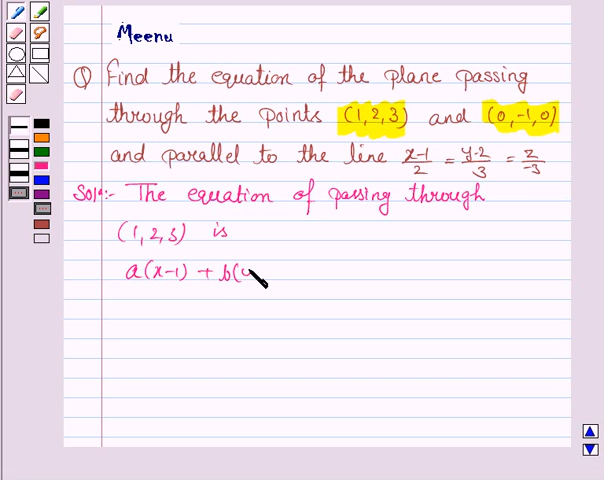 Meenu
Q Find the equation of the plane passing
through the points (1,2,3) and (0,-1,0)
and parallel to the line x-1/2 = y-2/3 = z/-3
Solⁿ:- The equation of passing through
(1,2,3) is
a(x-1) + b(